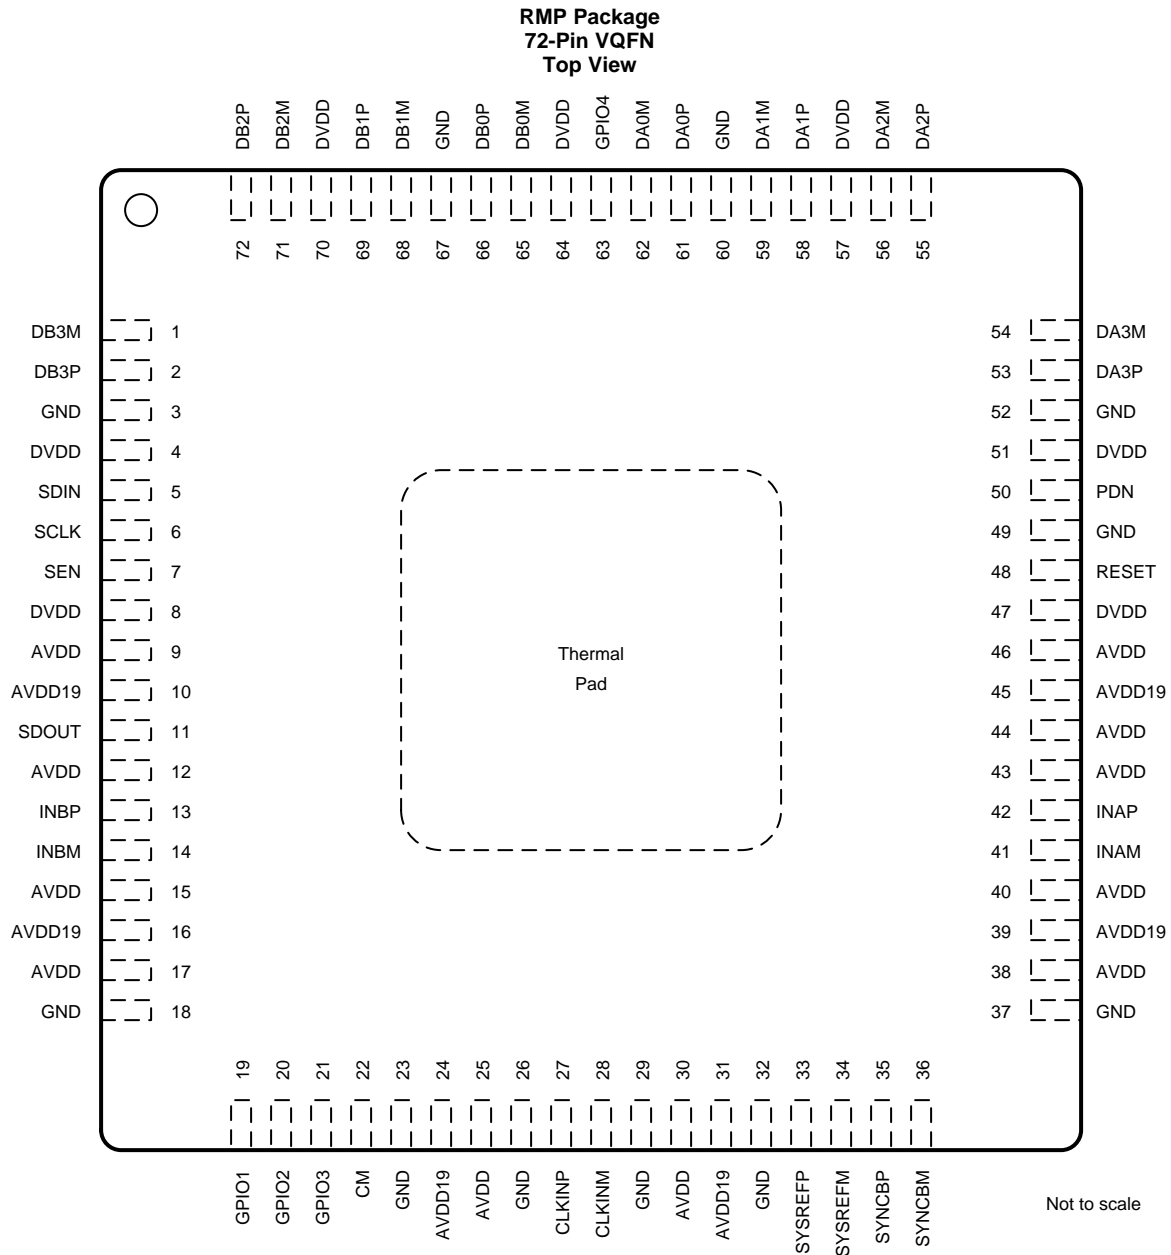 RMP Package
72-Pin VQFN
Top View
DB2P DB2M DVDD DB1P DB1M GND DB0P DB0M DVDD GPIO4 DA0M DA0P GND DA1M DA1P DVDD DA2M DA2P
72 71 70 69 68 67 66 65 64 63 62 61 60 59 58 57 56 55
DB3M 1 54 DA3M
DB3P 2 53 DA3P
GND 3 52 GND
DVDD 4 51 DVDD
SDIN 5 50 PDN
SCLK 6 49 GND
SEN 7 48 RESET
DVDD 8 47 DVDD
AVDD 9 46 AVDD
Thermal
Pad
AVDD19 10 45 AVDD19
SDOUT 11 44 AVDD
AVDD 12 43 AVDD
INBP 13 42 INAP
INBM 14 41 INAM
AVDD 15 40 AVDD
AVDD19 16 39 AVDD19
AVDD 17 38 AVDD
GND 18 37 GND
19 20 21 22 23 24 25 26 27 28 29 30 31 32 33 34 35 36
GPIO1 GPIO2 GPIO3 CM GND AVDD19 AVDD GND CLKINP CLKINM GND AVDD AVDD19 GND SYSREFP SYSREFM SYNCBP SYNCBM
Not to scale